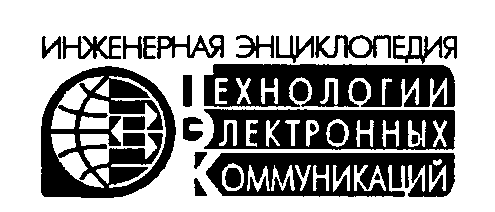 ИНЖЕНЕРНАЯ ЭНЦИКЛОПЕДИЯ
ТЕХНОЛОГИИ
ЭЛЕКТРОННЫХ
КОММУНИКАЦИЙ